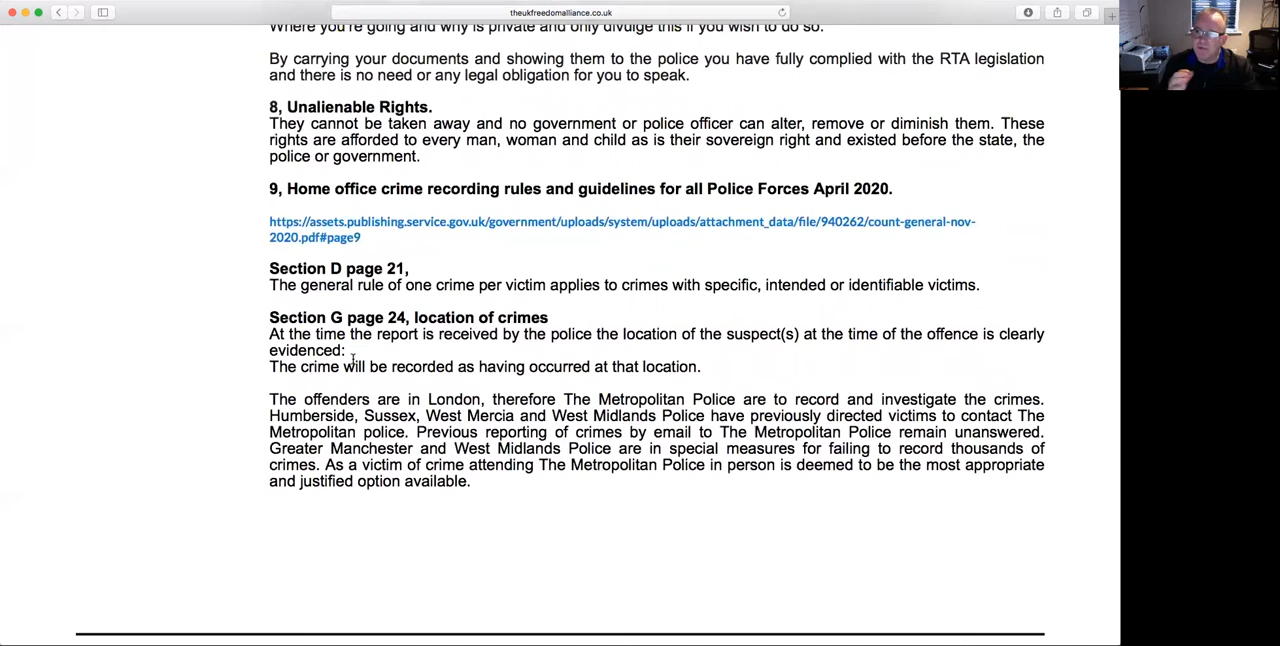 theukfreedomalliance.co.uk
Where you're going and why is private and only divulge this if you wish to do so.
By carrying your documents and showing them to the police you have fully complied with the RTA legislation
and there is no need or any legal obligation for you to speak.
8, Unalienable Rights.
They cannot be taken away and no government or police officer can alter, remove or diminish them. These
rights are afforded to every man, woman and child as is their sovereign right and existed before the state, the
police or government.
9, Home office crime recording rules and guidelines for all Police Forces April 2020.
https://assets.publishing.service.gov.uk/government/uploads/system/uploads/attachment_data/file/940262/count-general-nov-
2020.pdf#page9
Section D page 21,
The general rule of one crime per victim applies to crimes with specific, intended or identifiable victims.
Section G page 24, location of crimes
At the time the report is received by the police the location of the suspect(s) at the time of the offence is clearly
evidenced:
The crime will be recorded as having occurred at that location.
The offenders are in London, therefore The Metropolitan Police are to record and investigate the crimes.
Humberside, Sussex, West Mercia and West Midlands Police have previously directed victims to contact The
Metropolitan police. Previous reporting of crimes by email to The Metropolitan Police remain unanswered.
Greater Manchester and West Midlands Police are in special measures for failing to record thousands of
crimes. As a victim of crime attending The Metropolitan Police in person is deemed to be the most appropriate
and justified option available.